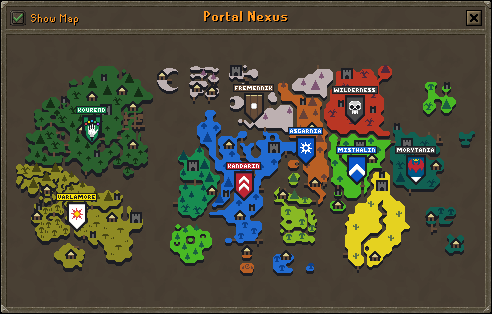 Show Map
Portal Nexus
KOUREND
FREMENNIK
WILDERNESS
ASGARNIA
KANDARIN
MISTHALIN
MORYTANIA
VARLAMORE